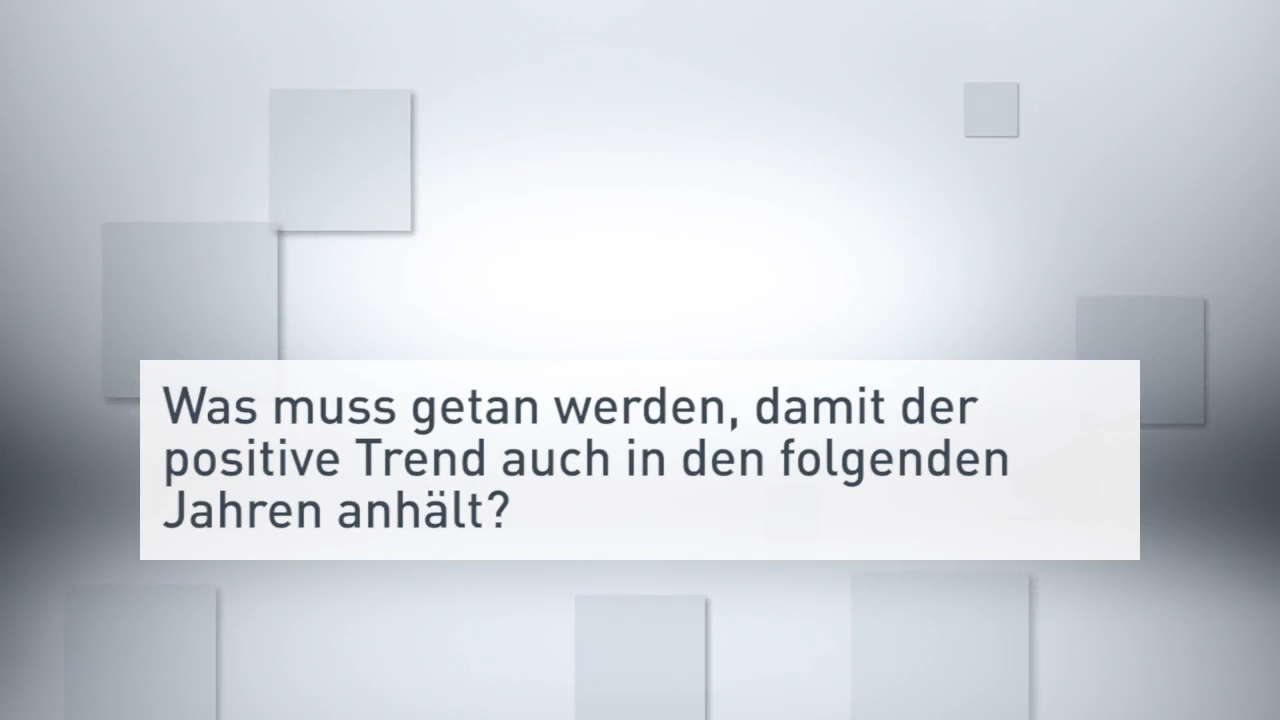 Was muss getan werden, damit der
positive Trend auch in den folgenden
Jahren anhält?